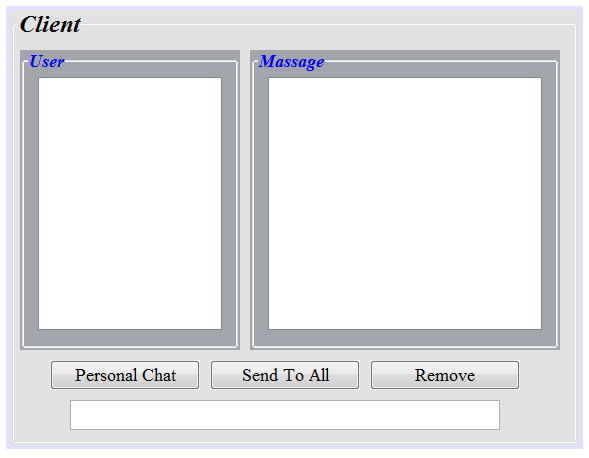 Client
User
Massage
Personal Chat
Send To All
Remove